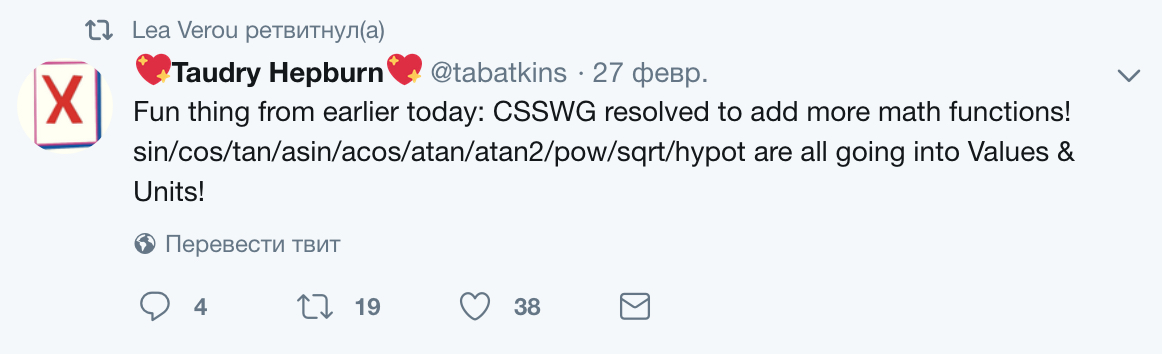 Lea Verou ретвитнул(а)
💖Taudry Hepburn💖 @tabatkins · 27 февр.
Fun thing from earlier today: CSSWG resolved to add more math functions!
sin/cos/tan/asin/acos/atan/atan2/pow/sqrt/hypot are all going into Values &
Units!
Перевести твит
4 19 38
X